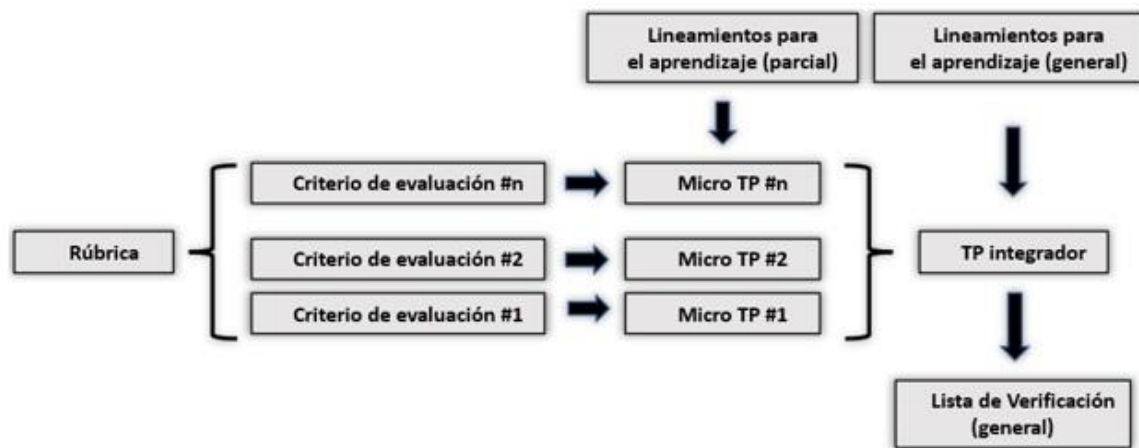 Lineamientos para
el aprendizaje (parcial)
Lineamientos para
el aprendizaje (general)
Criterio de evaluación #n
Micro TP #n
Rúbrica
Criterio de evaluación #2
Micro TP #2
TP integrador
Criterio de evaluación #1
Micro TP #1
Lista de Verificación
(general)